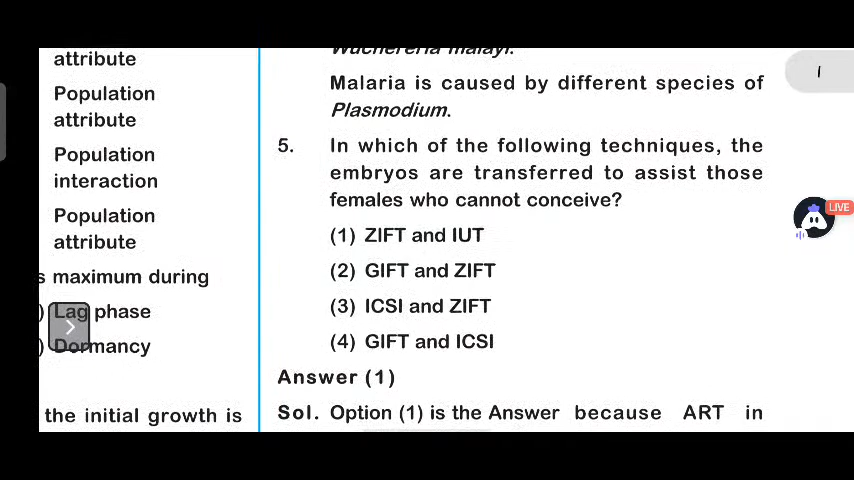 attribute
Population
attribute
Population
interaction
Population
attribute
s maximum during
) Lag phase
) Dormancy
the initial growth is
Wuchereria malayi.
Malaria is caused by different species of
Plasmodium.
5. In which of the following techniques, the
embryos are transferred to assist those
females who cannot conceive?
(1) ZIFT and IUT
(2) GIFT and ZIFT
(3) ICSI and ZIFT
(4) GIFT and ICSI
Answer (1)
Sol. Option (1) is the Answer because ART in
LIVE